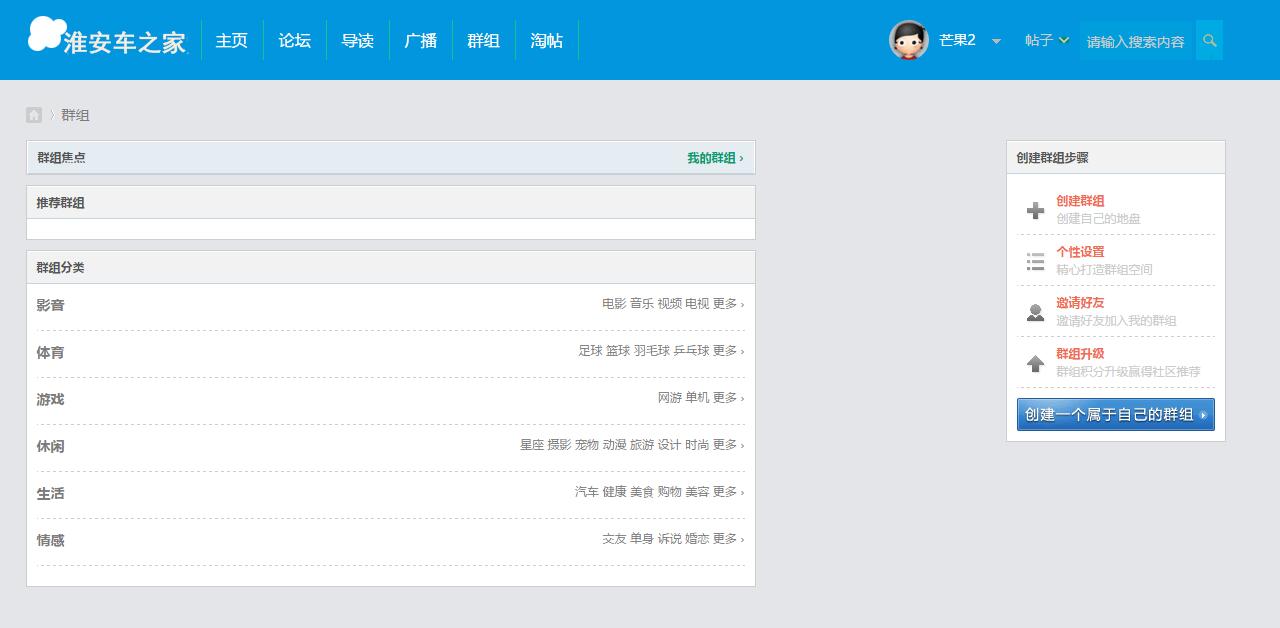 淮安车之家 主页 论坛 导读 广播 群组 淘帖 芒果2 帖子 请输入搜索内容
群组
群组焦点 我的群组 ›
推荐群组
群组分类
影音 电影 音乐 视频 电视 更多 ›
体育 足球 篮球 羽毛球 乒乓球 更多 ›
游戏 网游 单机 更多 ›
休闲 星座 摄影 宠物 动漫 旅游 设计 时尚 更多 ›
生活 汽车 健康 美食 购物 美容 更多 ›
情感 交友 单身 诉说 婚恋 更多 ›
创建群组步骤
创建群组
创建自己的地盘
个性设置
精心打造群组空间
邀请好友
邀请好友加入我的群组
群组升级
群组积分升级赢得社区推荐
创建一个属于自己的群组